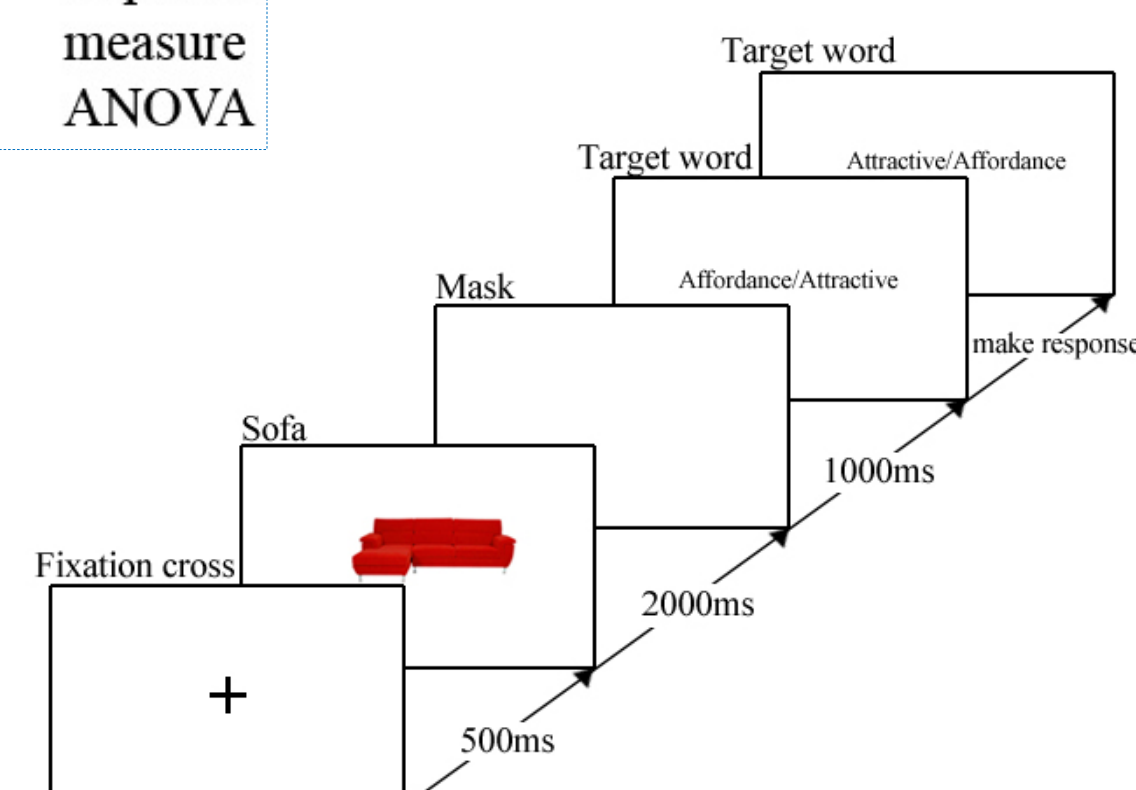 measure
ANOVA
Target word
Attractive/Affordance
Target word
Affordance/Attractive
Mask
make response
Sofa
1000ms
Fixation cross
2000ms
500ms